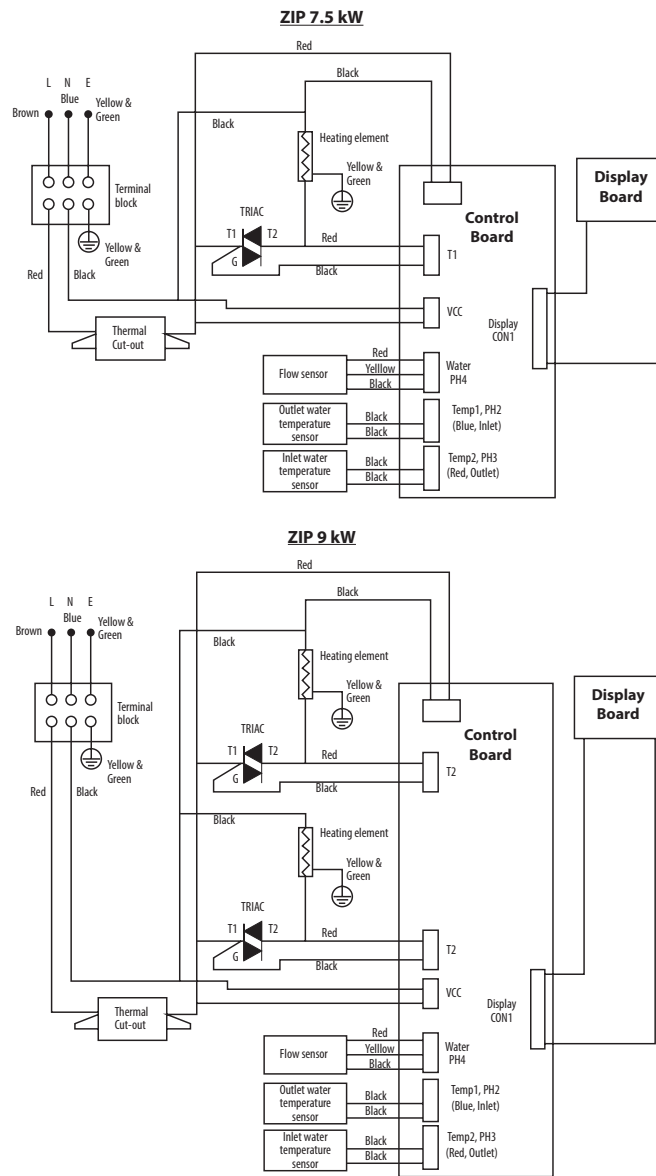 ZIP 7.5 kW
Red
Black
L N E
Blue
Yellow &
Green
Brown
Black
Heating element
Yellow &
Green
Terminal
block
TRIAC
T1 T2
G
Red
Black
Yellow &
Green
Red
Black
Thermal
Cut-out
Control
Board
T1
VCC
Display
CON1
Display
Board
Flow sensor
Red
Yelllow
Black
Water
PH4
Outlet water
temperature
sensor
Black
Black
Temp1, PH2
(Blue, Inlet)
Inlet water
temperature
sensor
Black
Black
Temp2, PH3
(Red, Outlet)
ZIP 9 kW
Red
Black
L N E
Blue
Yellow &
Green
Brown
Black
Heating element
Yellow &
Green
Terminal
block
TRIAC
T1 T2
G
Red
Black
Yellow &
Green
Red
Black
Control
Board
T2
Display
Board
Black
Heating element
Yellow &
Green
TRIAC
T1 T2
G
Red
Black
T2
VCC
Display
CON1
Thermal
Cut-out
Flow sensor
Red
Yelllow
Black
Water
PH4
Outlet water
temperature
sensor
Black
Black
Temp1, PH2
(Blue, Inlet)
Inlet water
temperature
sensor
Black
Black
Temp2, PH3
(Red, Outlet)